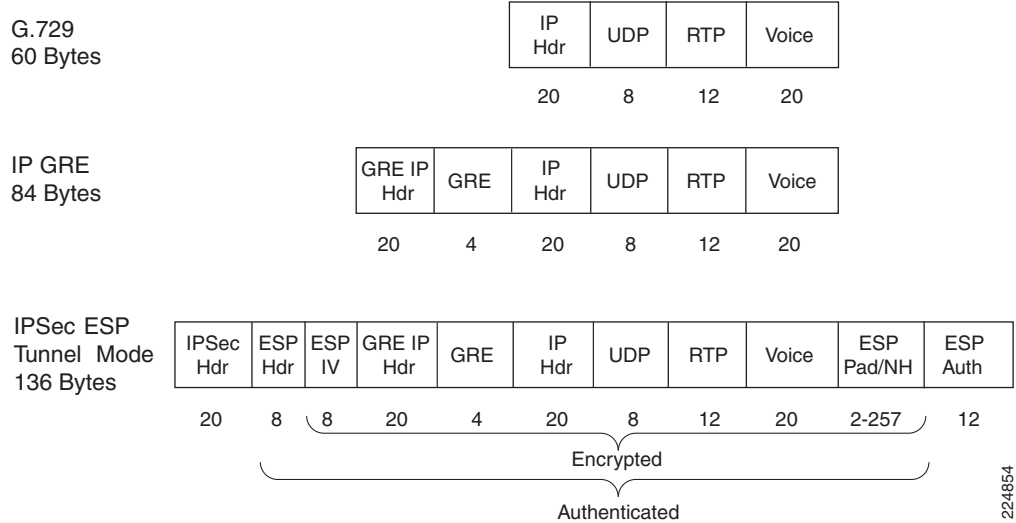 G.729
60 Bytes
IP
Hdr
UDP
RTP
Voice
20 8 12 20
IP GRE
84 Bytes
GRE IP
Hdr
GRE
IP
Hdr
UDP
RTP
Voice
20 4 20 8 12 20
IPSec ESP
Tunnel Mode
136 Bytes
IPSec
Hdr
ESP
Hdr
ESP
IV
GRE IP
Hdr
GRE
IP
Hdr
UDP
RTP
Voice
ESP
Pad/NH
ESP
Auth
20 8 8 20 4 20 8 12 20 2-257 12
Encrypted
Authenticated
224854